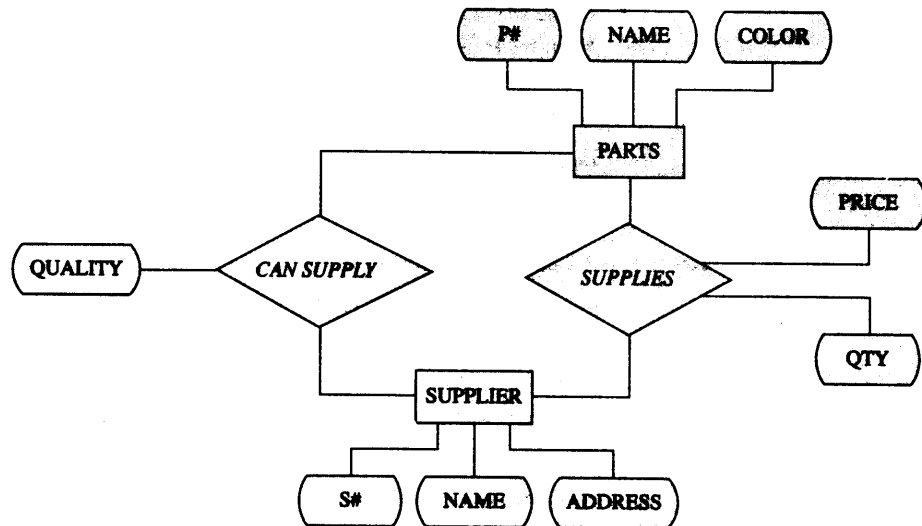 P#
NAME
COLOR
PARTS
PRICE
QUALITY
CAN SUPPLY
SUPPLIES
QTY
SUPPLIER
S#
NAME
ADDRESS